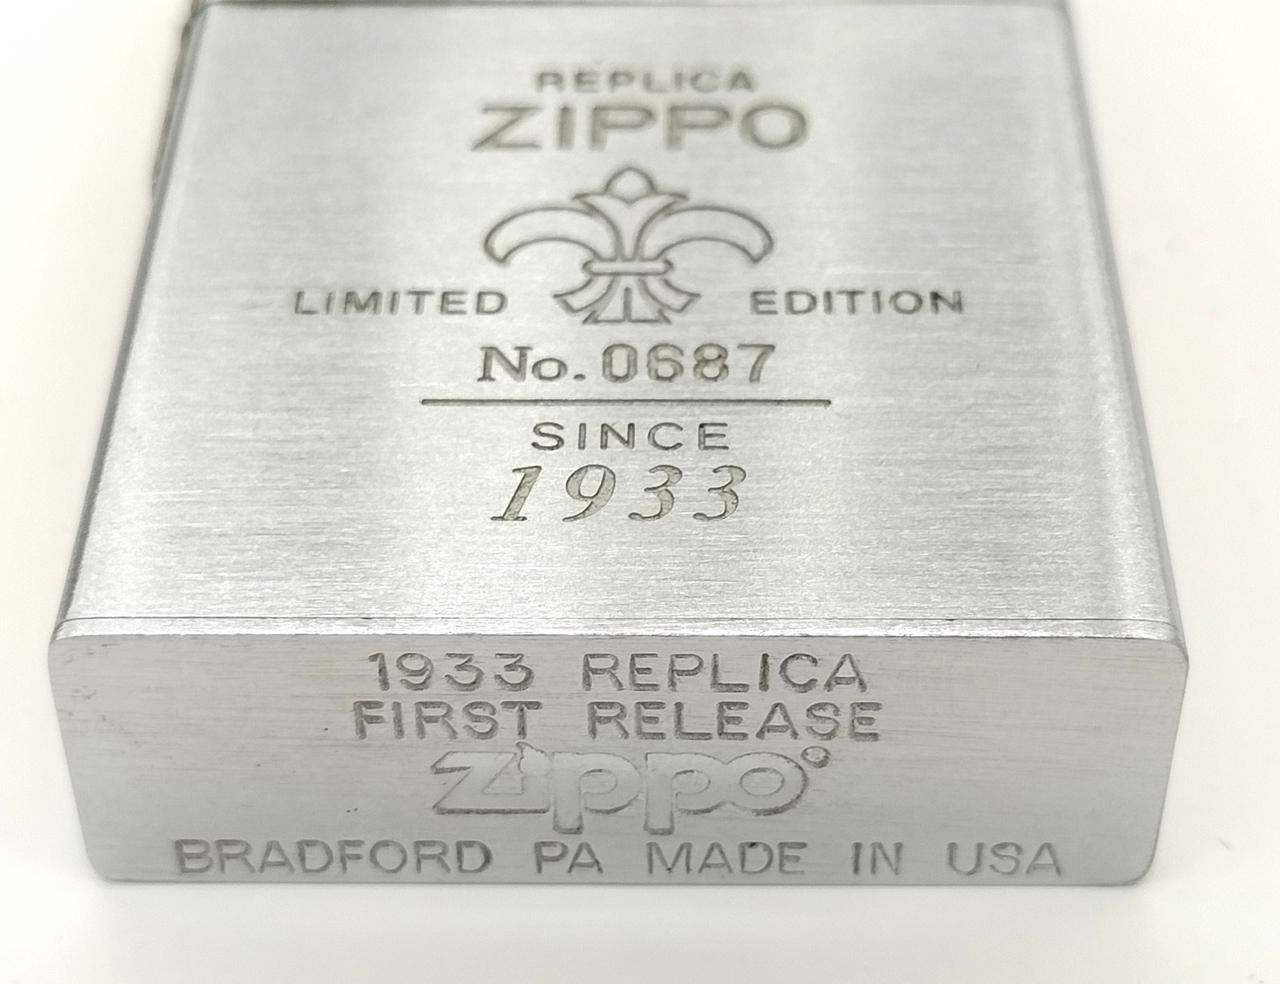 REPLICA
ZIPPO
LIMITED EDITION
No. 0687
SINCE
1933
1933 REPLICA
FIRST RELEASE
Zippo®
BRADFORD PA MADE IN USA